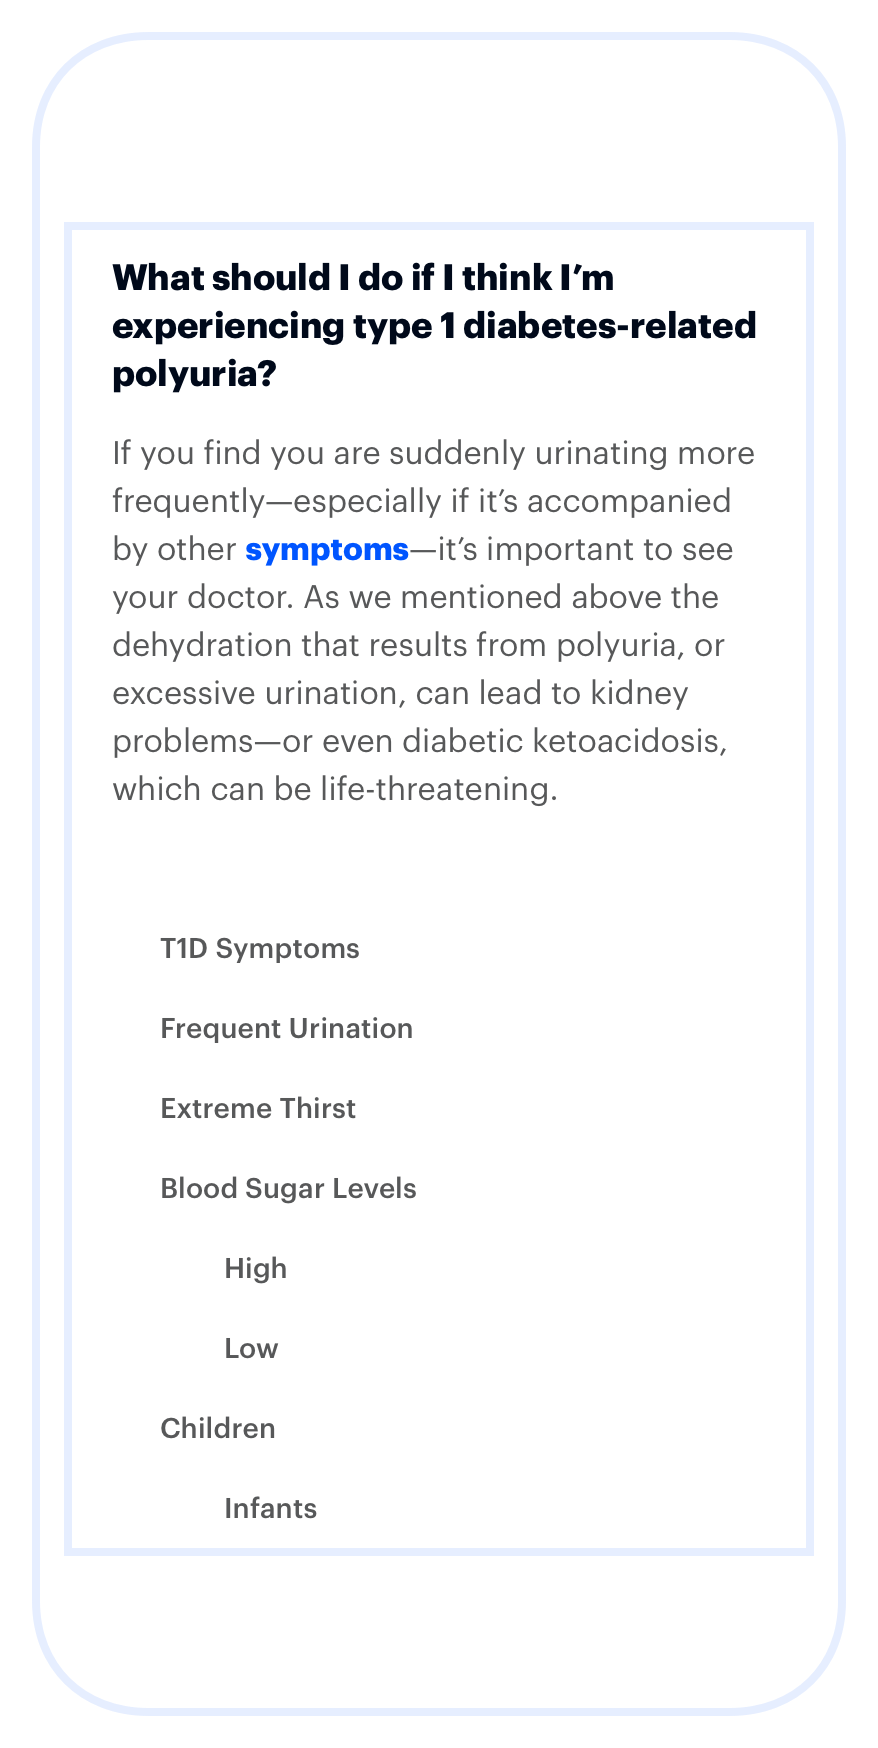 What should I do if I think I’m
experiencing type 1 diabetes-related
polyuria?
If you find you are suddenly urinating more
frequently—especially if it’s accompanied
by other symptoms—it’s important to see
your doctor. As we mentioned above the
dehydration that results from polyuria, or
excessive urination, can lead to kidney
problems—or even diabetic ketoacidosis,
which can be life-threatening.
T1D Symptoms
Frequent Urination
Extreme Thirst
Blood Sugar Levels
High
Low
Children
Infants